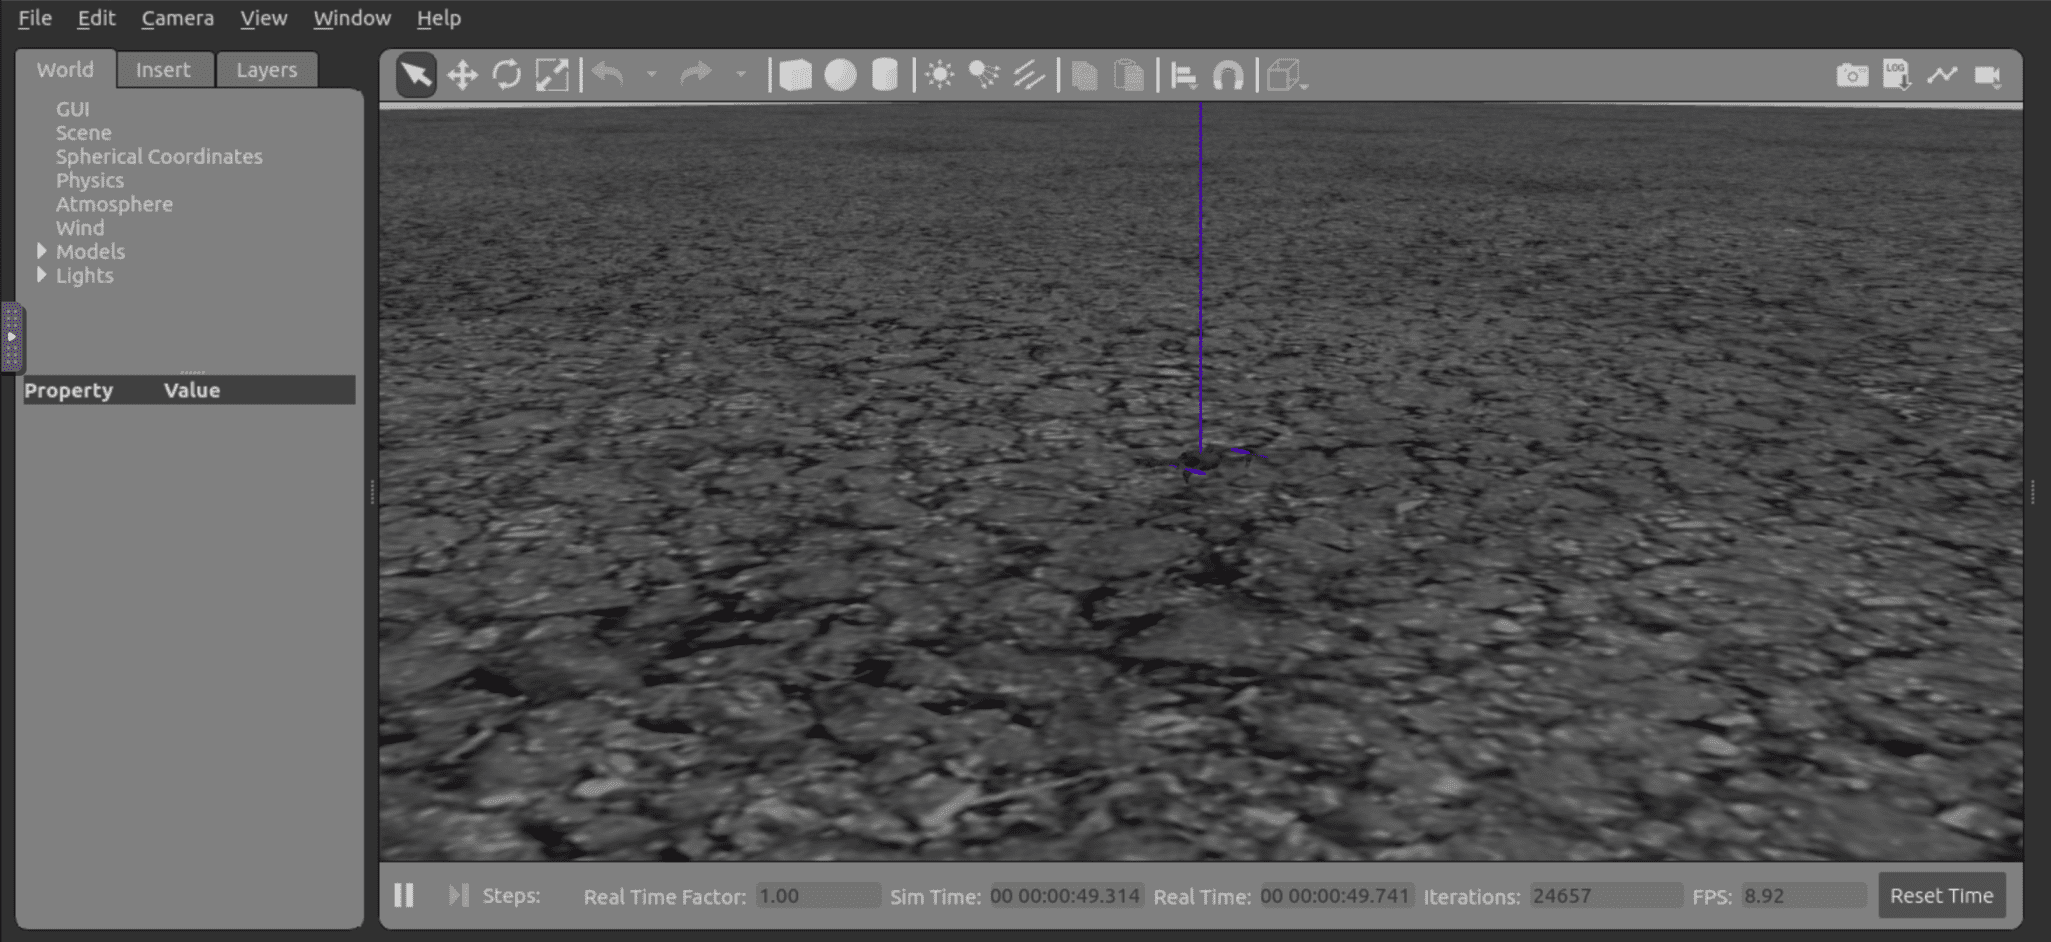 File Edit Camera View Window Help
World Insert Layers
LOG
GUI
Scene
Spherical Coordinates
Physics
Atmosphere
Wind
Models
Lights
Property Value
Steps: Real Time Factor: 1.00 Sim Time: 00 00:00:49.314 Real Time: 00 00:00:49.741 Iterations: 24657 FPS: 8.92 Reset Time